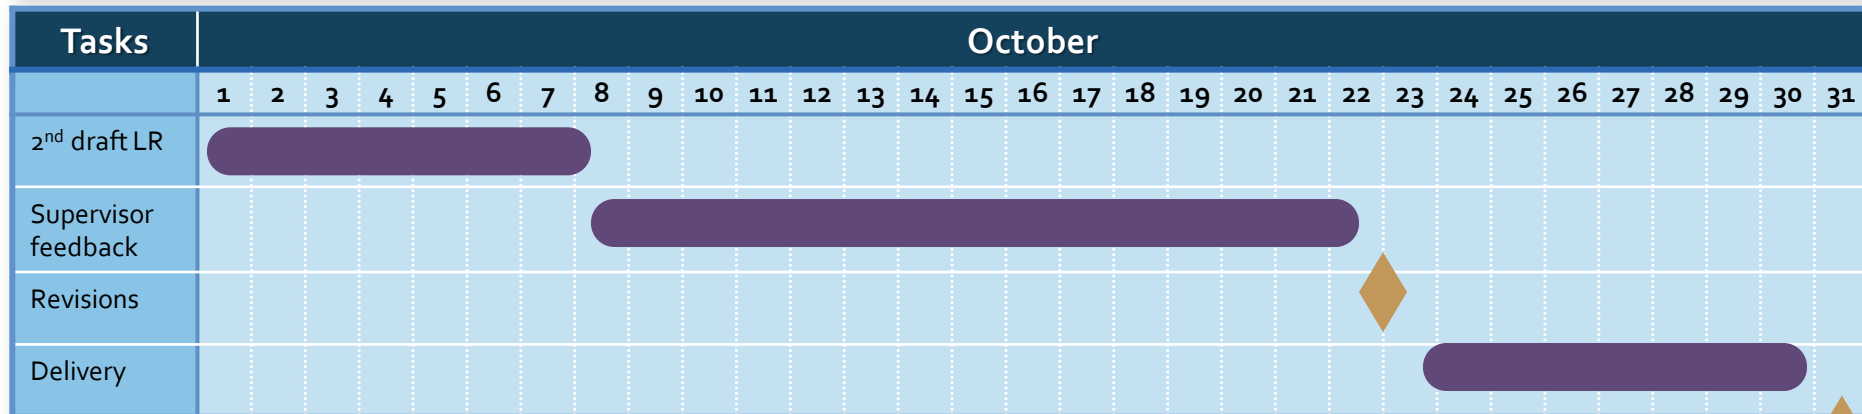 Tasks October
1 2 3 4 5 6 7 8 9 10 11 12 13 14 15 16 17 18 19 20 21 22 23 24 25 26 27 28 29 30 31
2nd draft LR
Supervisor
feedback
Revisions
Delivery